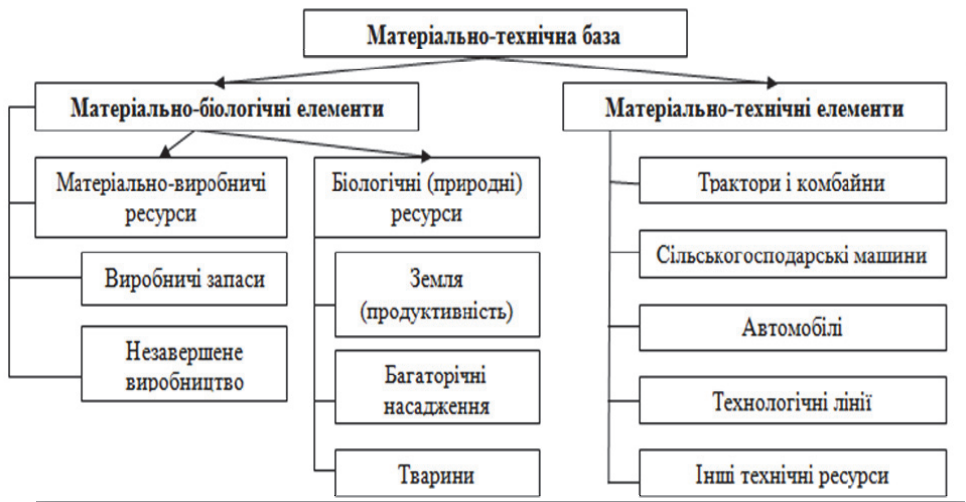 Матеріально-технічна база
Матеріально-біологічні елементи
Матеріально-технічні елементи
Матеріально-виробничі
ресурси
Виробничі запаси
Незавершене
виробництво
Біологічні (природні)
ресурси
Земля
(продуктивність)
Багаторічні
насадження
Тварини
Трактори і комбайни
Сільськогосподарські машини
Автомобілі
Технологічні лінії
Інші технічні ресурси